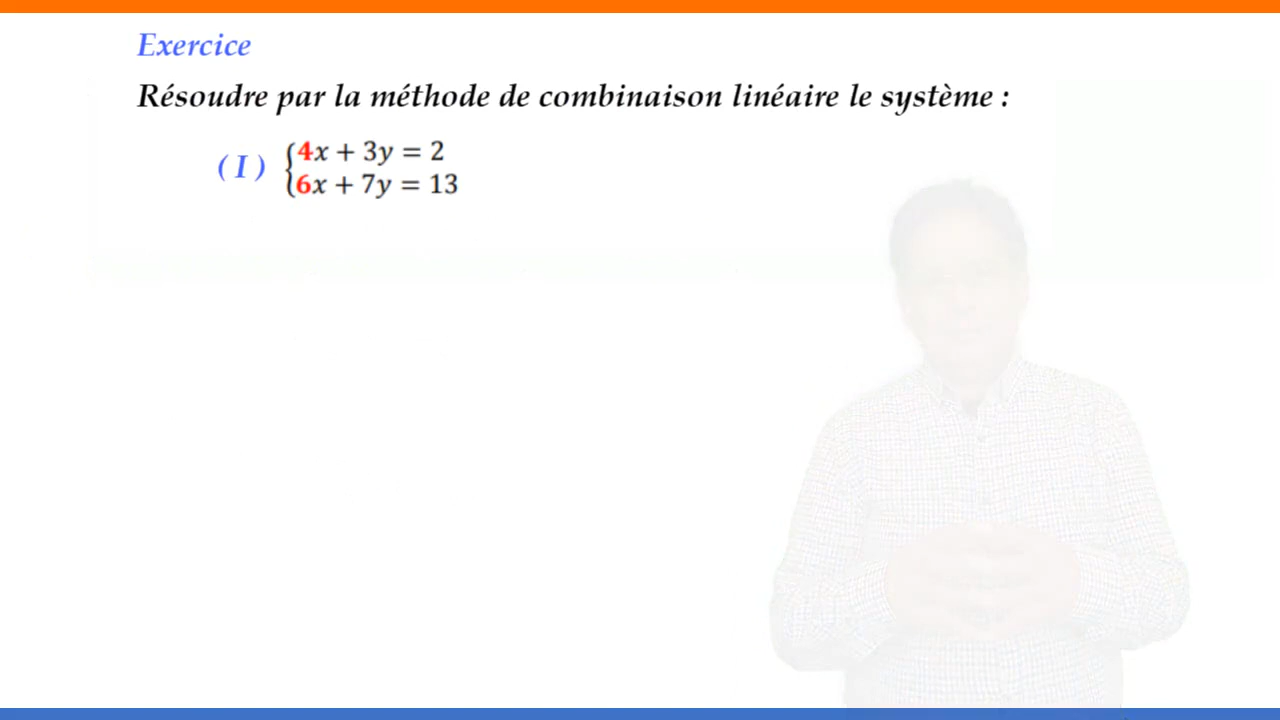 Exercice
Résoudre par la méthode de combinaison linéaire le système :
( I ) {4x + 3y = 2
{6x + 7y = 13